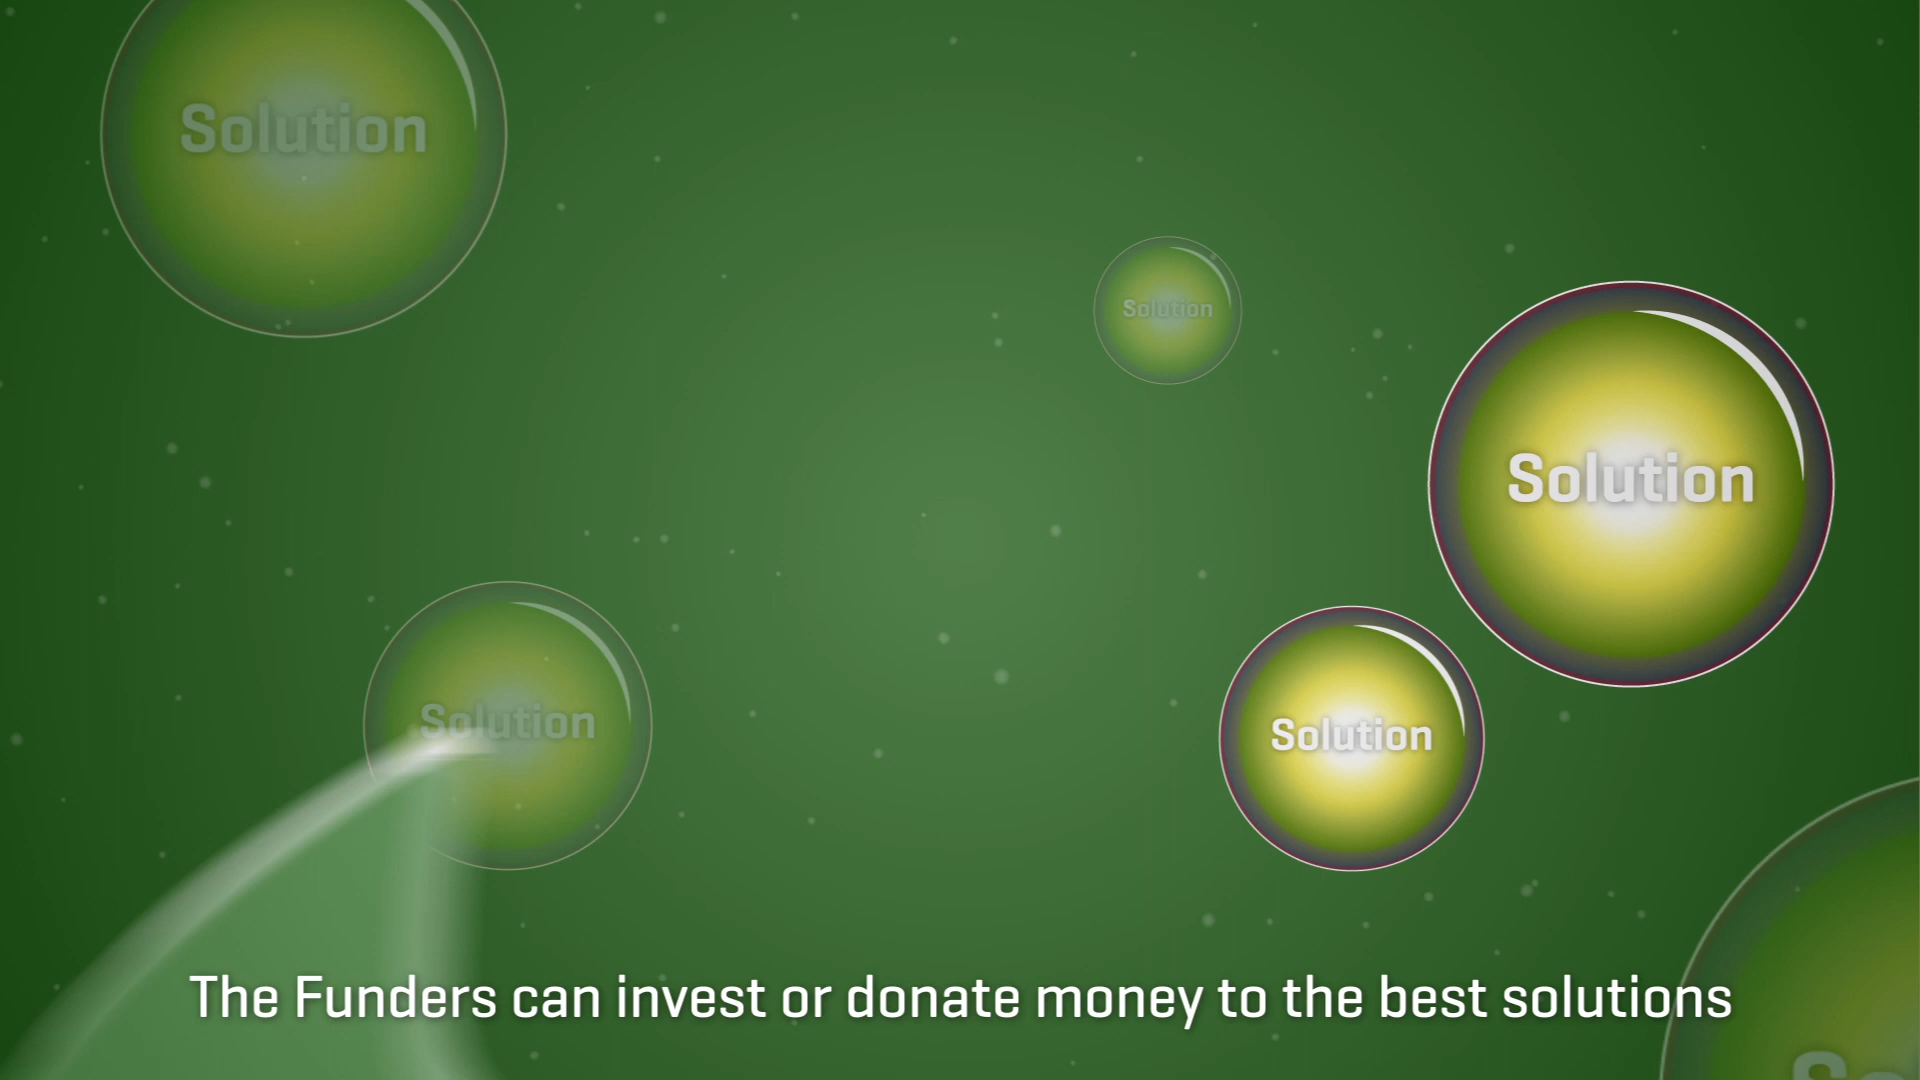 Solution
Solution
Solution
Solution
Solution
The Funders can invest or donate money to the best solutions